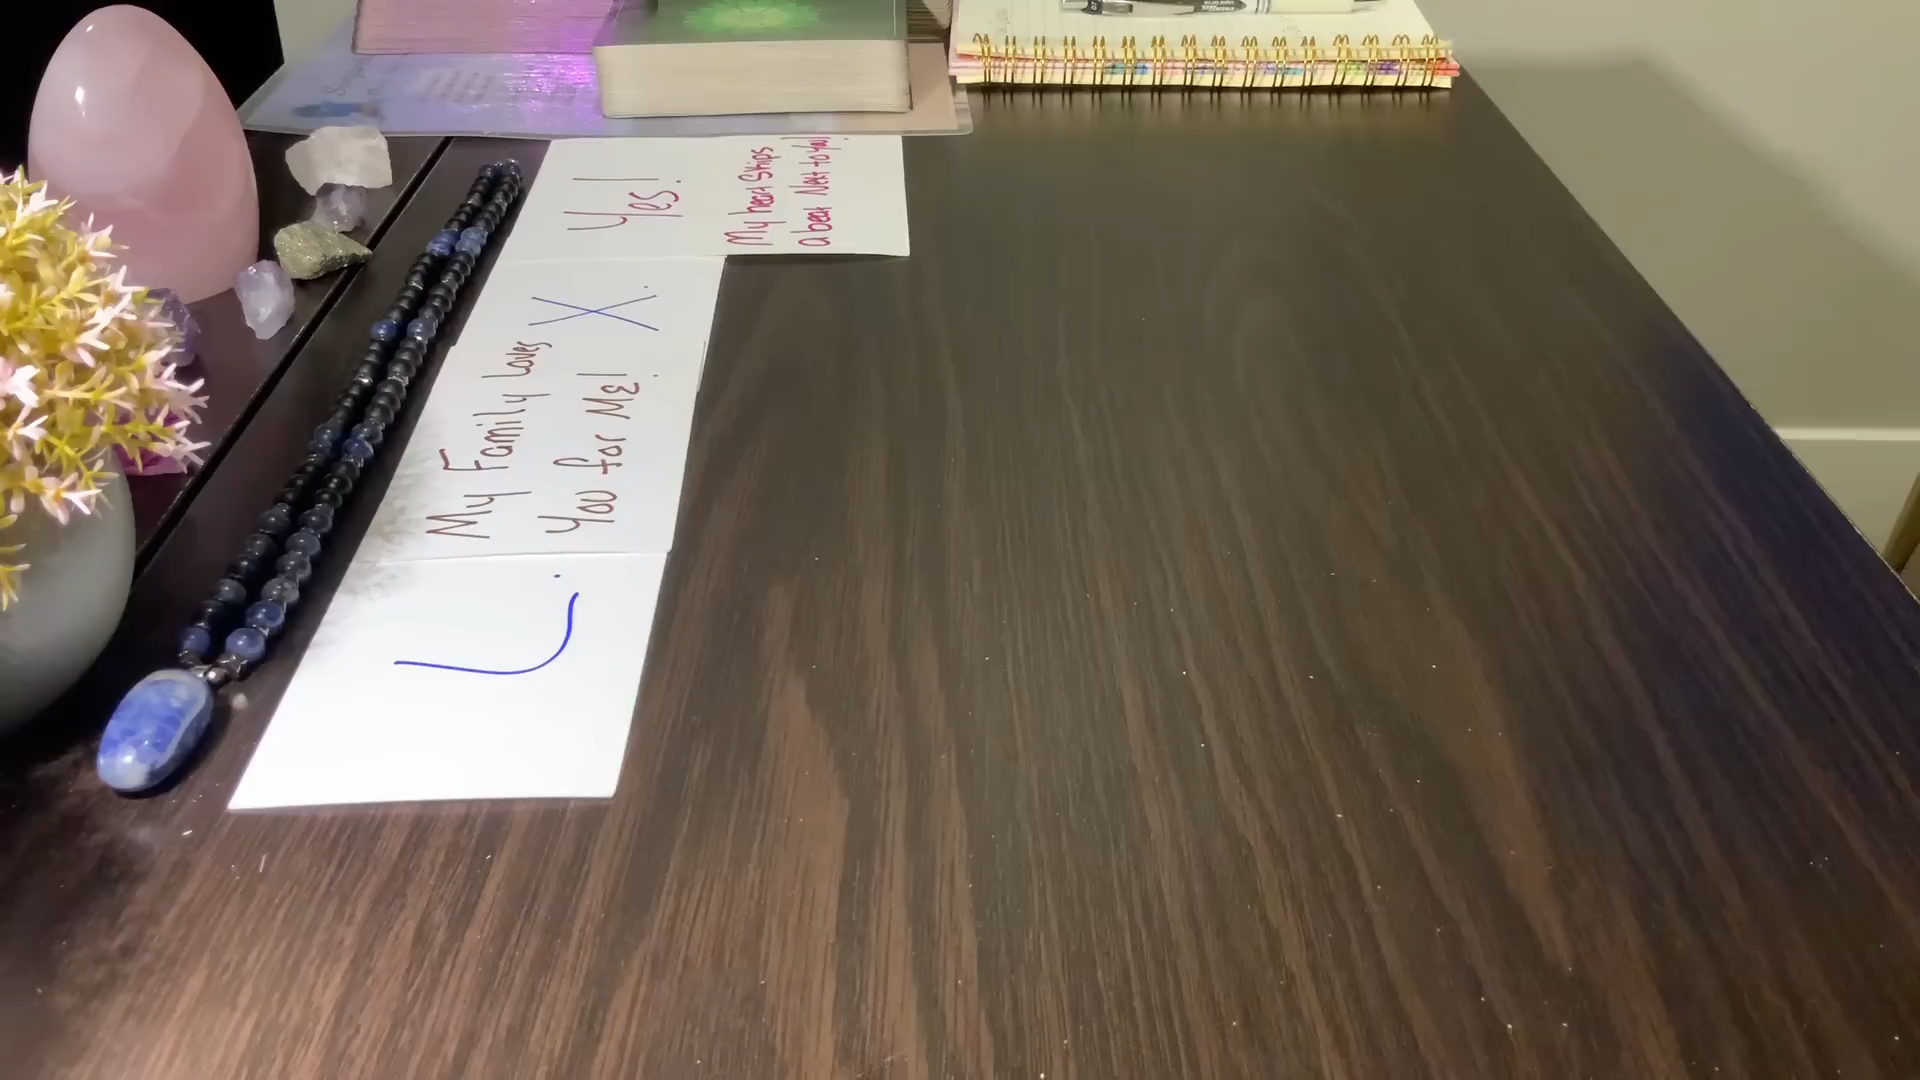 Yes!
My heart Skips
a beat Next to You!
X.
My Family Loves
You for ME!
L.